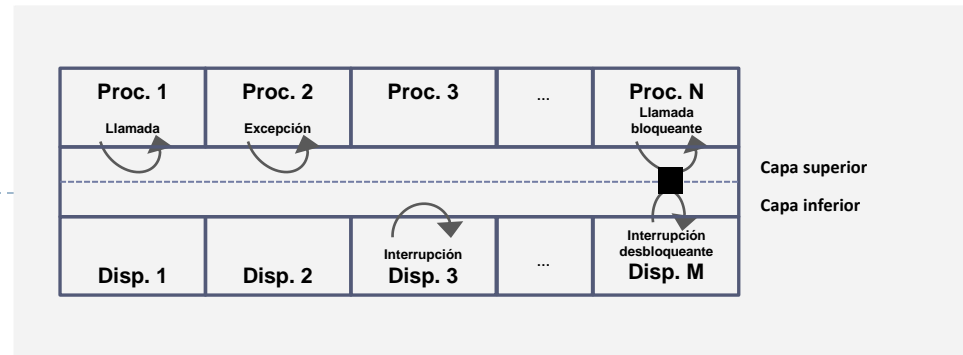 Proc. 1
Proc. 2
Proc. 3
...
Proc. N
Llamada
Excepción
Llamada
bloqueante
Capa superior
Capa inferior
Interrupción
Interrupción
desbloqueante
Disp. 1
Disp. 2
Disp. 3
...
Disp. M